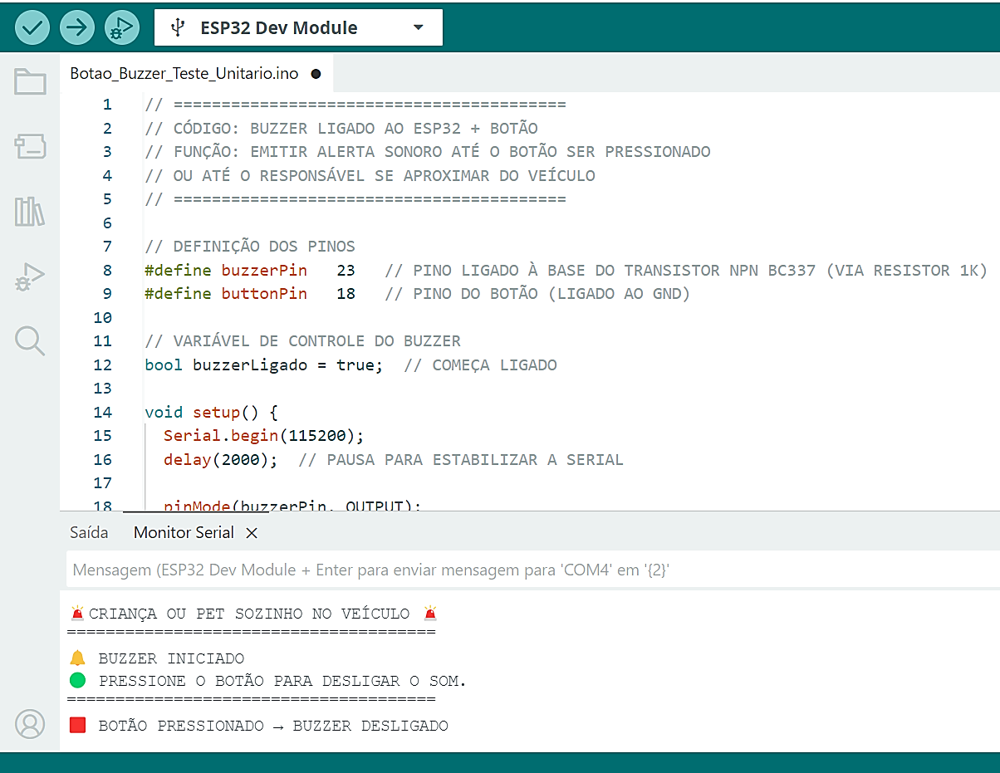 ESP32 Dev Module
Botao_Buzzer_Teste_Unitario.ino
1 // =========================================
2 // CÓDIGO: BUZZER LIGADO AO ESP32 + BOTÃO
3 // FUNÇÃO: EMITIR ALERTA SONORO ATÉ O BOTÃO SER PRESSIONADO
4 // OU ATÉ O RESPONSÁVEL SE APROXIMAR DO VEÍCULO
5 // =========================================
6
7 // DEFINIÇÃO DOS PINOS
8 #define buzzerPin 23 // PINO LIGADO À BASE DO TRANSISTOR NPN BC337 (VIA RESISTOR 1K)
9 #define buttonPin 18 // PINO DO BOTÃO (LIGADO AO GND)
10
11 // VARIÁVEL DE CONTROLE DO BUZZER
12 bool buzzerLigado = true; // COMEÇA LIGADO
13
14 void setup() {
15 Serial.begin(115200);
16 delay(2000); // PAUSA PARA ESTABILIZAR A SERIAL
17
18 pinMode(buzzerPin, OUTPUT);
Saída Monitor Serial
Mensagem (ESP32 Dev Module + Enter para enviar mensagem para 'COM4' em '{2}'
🚨CRIANÇA OU PET SOZINHO NO VEÍCULO 🚨
======================================
🔔 BUZZER INICIADO
🟢 PRESSIONE O BOTÃO PARA DESLIGAR O SOM.
======================================
🟥 BOTÃO PRESSIONADO → BUZZER DESLIGADO